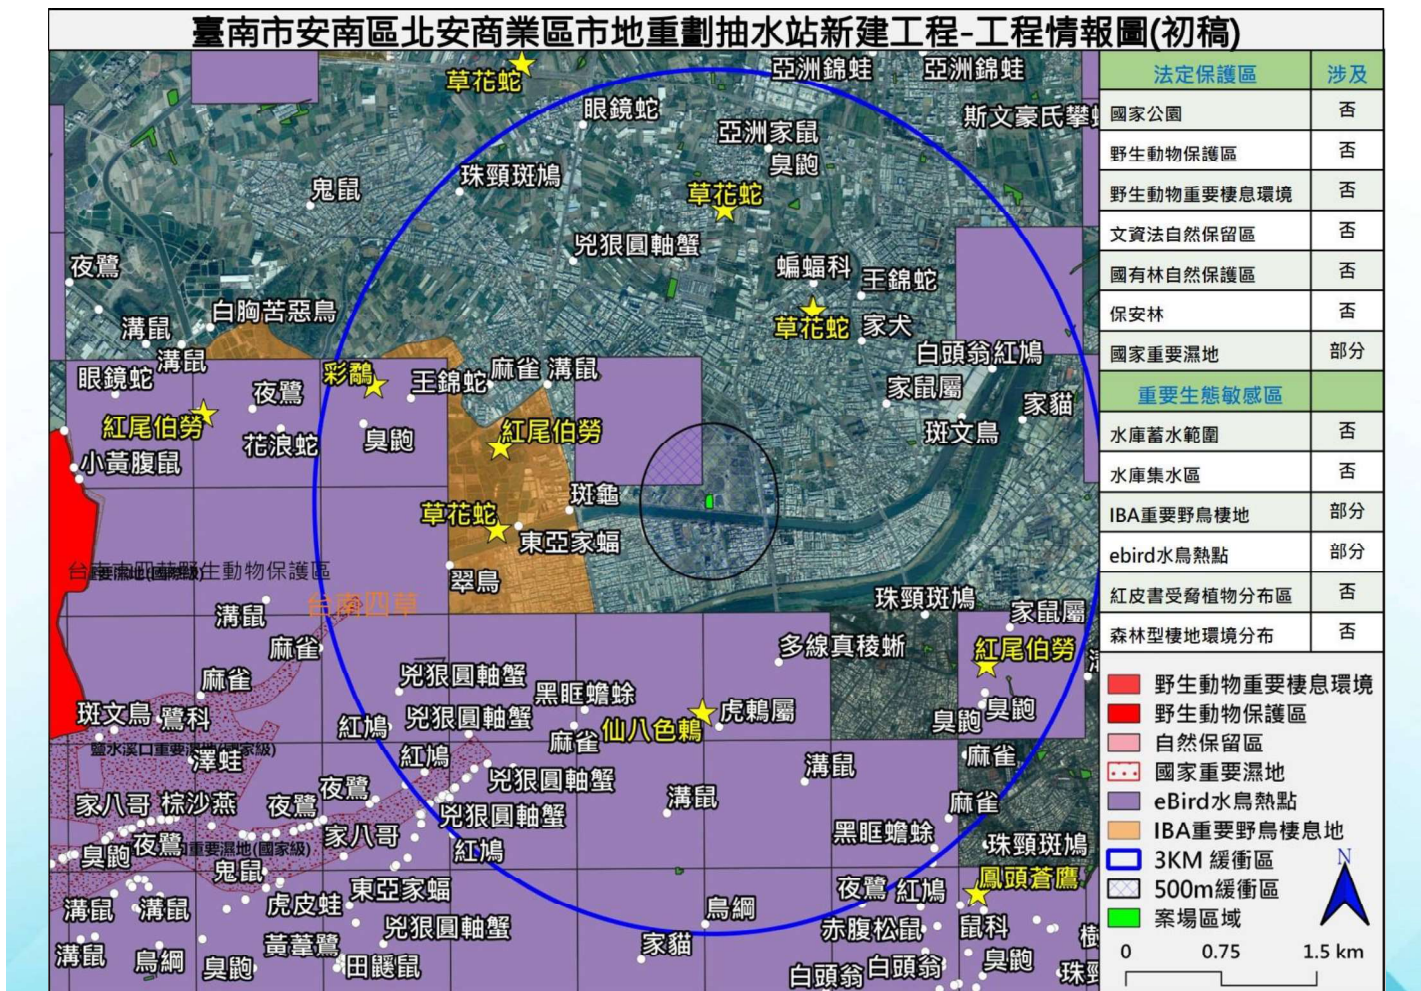 臺南市安南區北安商業區市地重劃抽水站新建工程-工程情報圖(初稿)
草花蛇
亞洲錦蛙
亞洲錦蛙
眼鏡蛇
斯文豪氏攀蜥
亞洲家鼠
臭鼩
珠頸斑鳩
鬼鼠
草花蛇
兇狠圓軸蟹
夜鷺
蝙蝠科
王錦蛇
白胸苦惡鳥
溝鼠
草花蛇
家犬
溝鼠
白頭翁紅鳩
眼鏡蛇
彩鷸
王錦蛇
麻雀
溝鼠
夜鷺
家鼠屬
家貓
紅尾伯勞
紅尾伯勞
斑文鳥
花浪蛇
臭鼩
小黃腹鼠
斑龜
草花蛇
東亞家蝠
翠鳥
台南四草
溝鼠
珠頸斑鳩
家鼠屬
麻雀
多線真稜蜥
紅尾伯勞
兇狠圓軸蟹
麻雀
黑眶蟾蜍
斑文鳥
鷺科
紅鳩
兇狠圓軸蟹
仙八色鶇
虎鶇屬
臭鼩
臭鼩
麻雀
鹽水溪口重要濕地(國家級)
澤蛙
紅鳩
兇狠圓軸蟹
溝鼠
麻雀
家八哥
棕沙燕
夜鷺
夜鷺
溝鼠
麻雀
兇狠圓軸蟹
家八哥
黑眶蟾蜍
珠頸斑鳩
臭鼩
夜鷺
口重要濕地(國家級)
紅鳩
鬼鼠
東亞家蝠
夜鷺
紅鳩
鳳頭蒼鷹
溝鼠
溝鼠
虎皮蛙
鳥綱
兇狠圓軸蟹
赤腹松鼠
鼠科
溝鼠
鳥綱
臭鼩
黃葦鷺
田鼷鼠
家貓
白頭翁
白頭翁
臭鼩
法定保護區 涉及
國家公園 否
野生動物保護區 否
野生動物重要棲息環境 否
文資法自然保留區 否
國有林自然保護區 否
保安林 否
國家重要濕地 部分
重要生態敏感區
水庫蓄水範圍 否
水庫集水區 否
IBA重要野鳥棲地 部分
ebird水鳥熱點 部分
紅皮書受脅植物分布區 否
森林型棲地環境分布 否
野生動物重要棲息環境
野生動物保護區
自然保留區
國家重要濕地
eBird水鳥熱點
IBA重要野鳥棲息地
3KM 緩衝區
500m緩衝區
案場區域
N
0 0.75 1.5 km